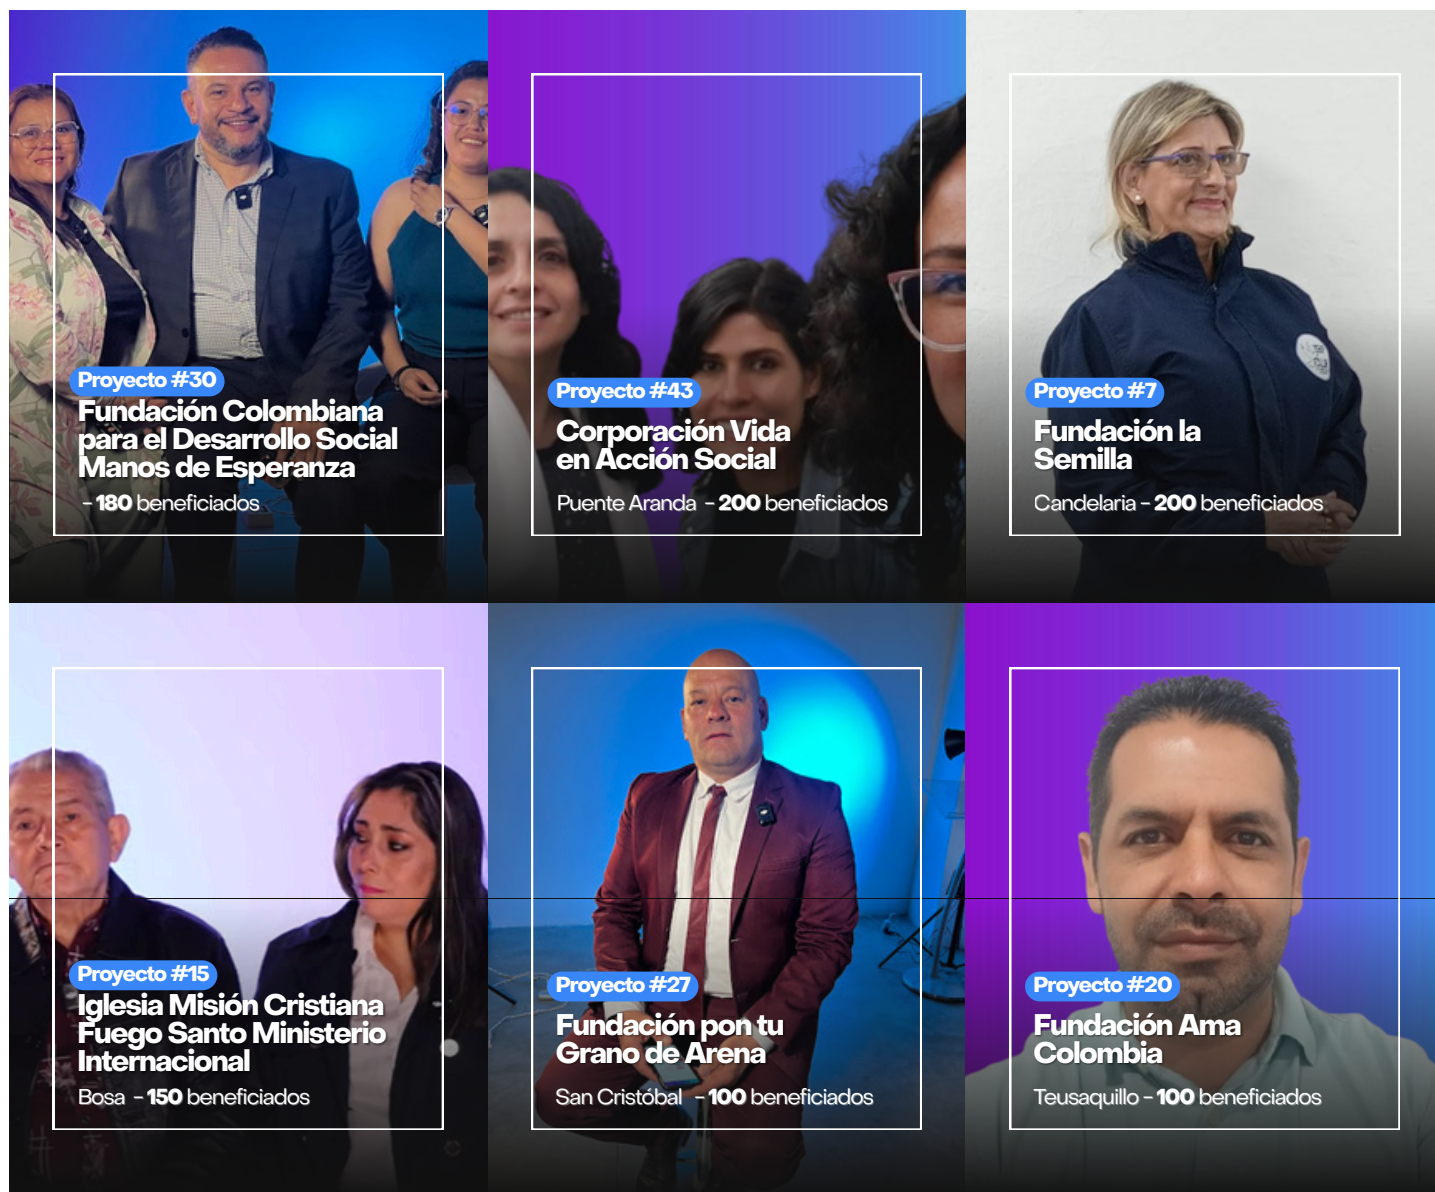 Proyecto #30
Fundación Colombiana
para el Desarrollo Social
Manos de Esperanza
- 180 beneficiados
Proyecto #43
Corporación Vida
en Acción Social
Puente Aranda - 200 beneficiados
Proyecto #7
Fundación la
Semilla
Candelaria - 200 beneficiados
Proyecto #15
Iglesia Misión Cristiana
Fuego Santo Ministerio
Internacional
Bosa - 150 beneficiados
Proyecto #27
Fundación pon tu
Grano de Arena
San Cristóbal - 100 beneficiados
Proyecto #20
Fundación Ama
Colombia
Teusaquillo - 100 beneficiados